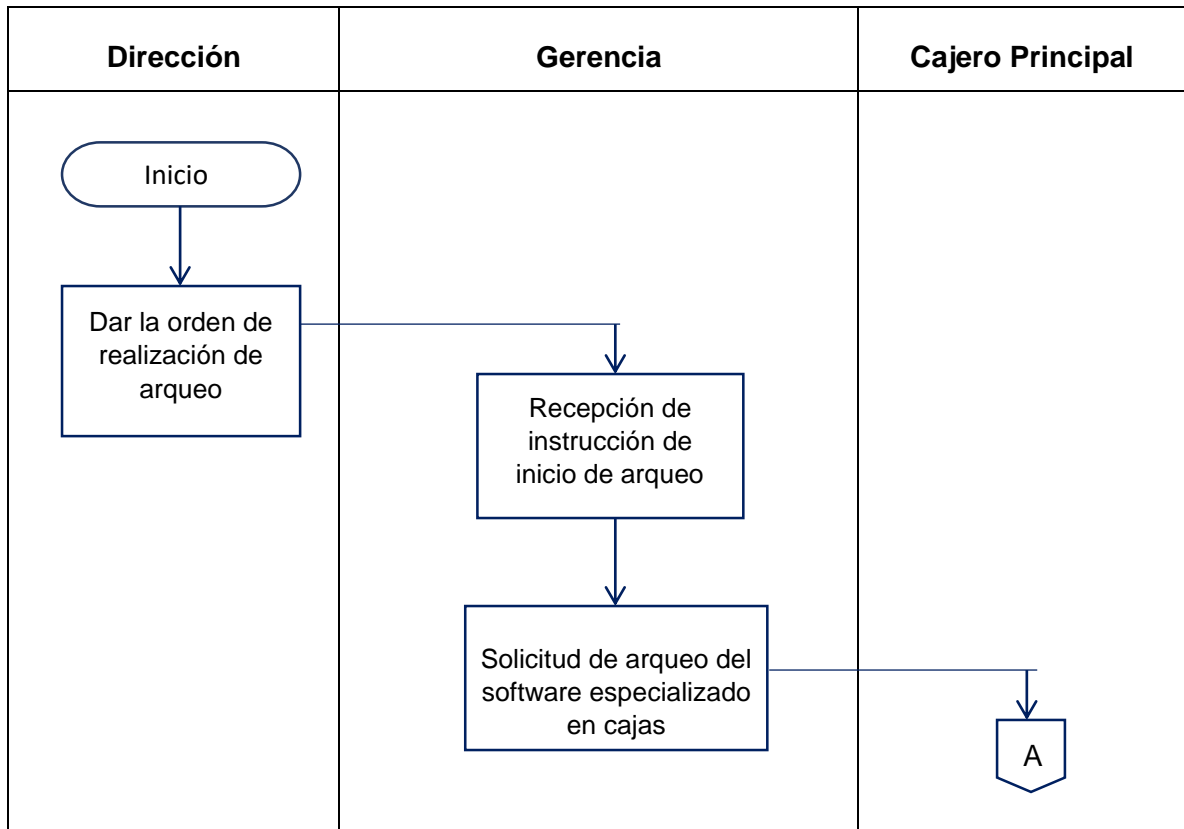 Dirección
Gerencia
Cajero Principal
Inicio
Dar la orden de
realización de
arqueo
Recepción de
instrucción de
inicio de arqueo
Solicitud de arqueo del
software especializado
en cajas
A